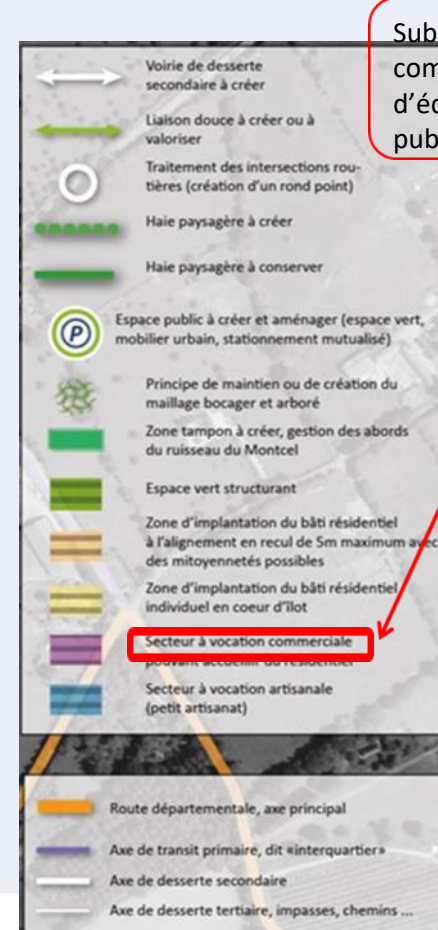 Sub
com
d'éq
publ
Voirie de desserte
secondaire à créer
Liaison douce à créer ou à
valoriser
Traitement des intersections rou-
tières (création d'un rond point)
Haie paysagère à créer
Haie paysagère à conserver
P
Espace public à créer et aménager (espace vert,
mobilier urbain, stationnement mutualisé)
Principe de maintien ou de création du
maillage bocager et arboré
Zone tampon à créer, gestion des abords
du ruisseau du Montcel
Espace vert structurant
Zone d'implantation du bâti résidentiel
à l'alignement en recul de 5m maximum avec
des mitoyennetés possibles
Zone d'implantation du bâti résidentiel
individuel en coeur d'îlot
Secteur à vocation commerciale
pouvant accueillir du résidentiel
Secteur à vocation artisanale
(petit artisanat)
Route départementale, axe principal
Axe de transit primaire, dit «interquartier»
Axe de desserte secondaire
Axe de desserte tertiaire, impasses, chemins ...